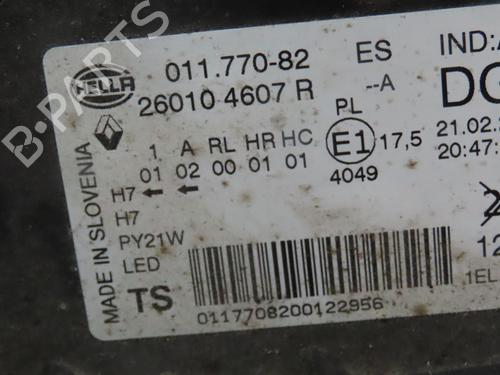 B-PARTS
HELLA 011.770-82 ES IND:
26010 4607 R --A DG
PL
1 A RL HR HC E1 17,5 21.02.
01 02 00 01 01 4049 20:47
H7
H7
PY21W
LED 12
TS 1EL
MADE IN SLOVENIA
0117708200122956